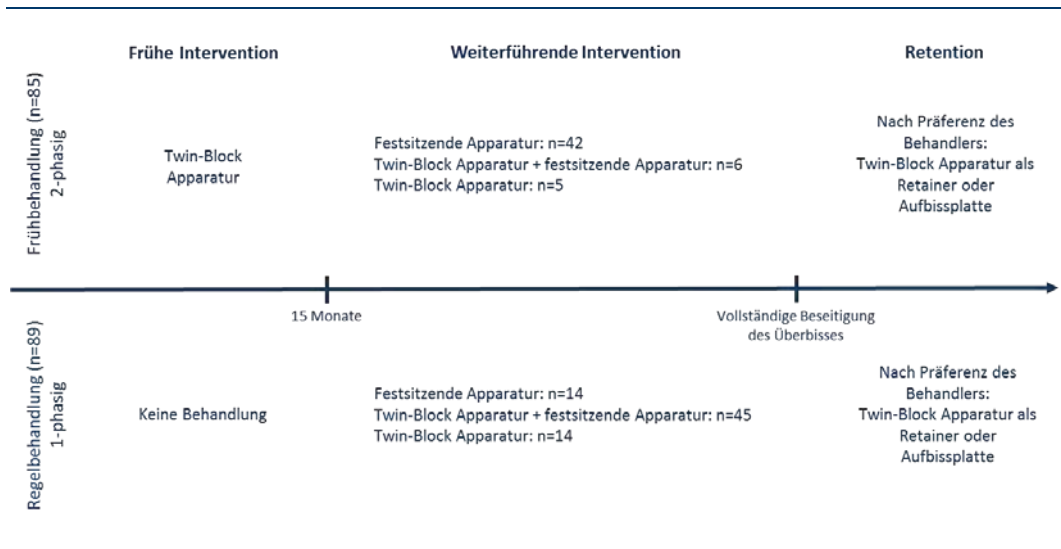 Frühe Intervention
Weiterführende Intervention
Retention
Frühbehandlung (n=85)
2-phasig
Twin-Block
Apparatur
Festsitzende Apparatur: n=42
Twin-Block Apparatur + festsitzende Apparatur: n=6
Twin-Block Apparatur: n=5
Nach Präferenz des
Behandlers:
Twin-Block Apparatur als
Retainer oder
Aufbissplatte
15 Monate
Vollständige Beseitigung
des Überbisses
Regelbehandlung (n=89)
1-phasig
Keine Behandlung
Festsitzende Apparatur: n=14
Twin-Block Apparatur + festsitzende Apparatur: n=45
Twin-Block Apparatur: n=14
Nach Präferenz des
Behandlers:
Twin-Block Apparatur als
Retainer oder
Aufbissplatte